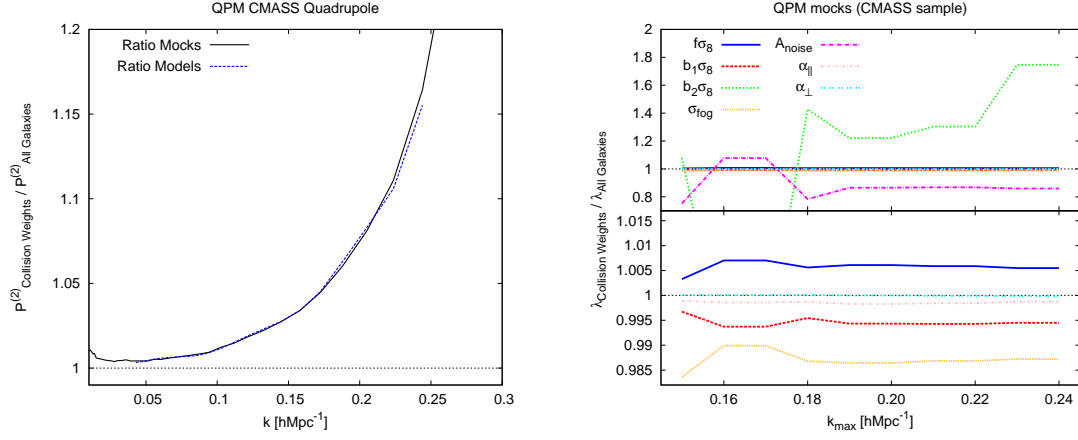 QPM CMASS Quadrupole
Ratio Mocks
Ratio Models
P(2)Collision Weights / P(2)All Galaxies
1.2
1.15
1.1
1.05
1
0.05 0.1 0.15 0.2 0.25 0.3
k [hMpc-1]
QPM mocks (CMASS sample)
fσ8
b1σ8
b2σ8
σfog
Anoise
α||
α⊥
λCollision Weights / λAll Galaxies
2
1.8
1.6
1.4
1.2
1
0.8
1.015
1.01
1.005
1
0.995
0.99
0.985
0.16 0.18 0.20 0.22 0.24
kmax [hMpc-1]